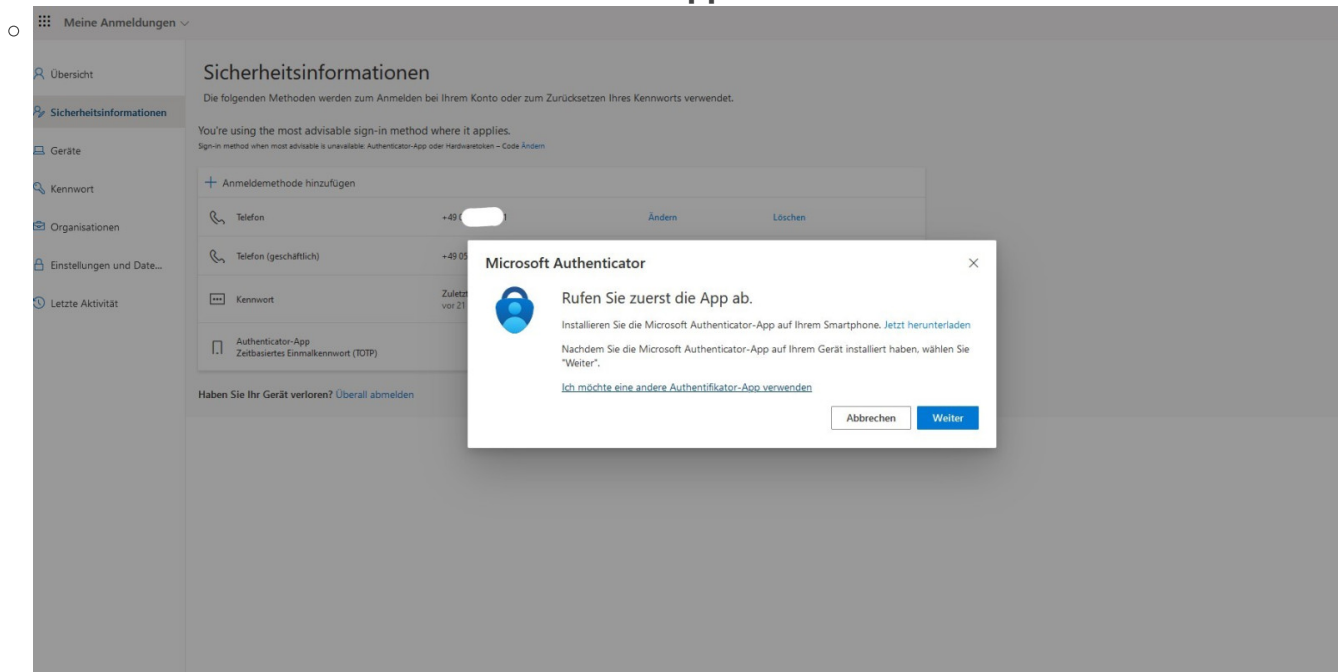 Meine Anmeldungen
Übersicht
Sicherheitsinformationen
Geräte
Kennwort
Organisationen
Einstellungen und Date...
Letzte Aktivität
Sicherheitsinformationen
Die folgenden Methoden werden zum Anmelden bei Ihrem Konto oder zum Zurücksetzen Ihres Kennworts verwendet.
You're using the most advisable sign-in method where it applies.
Sign-in method when most advisable is unavailable: Authenticator-App oder Hardwaretoken – Code Ändern
+ Anmeldemethode hinzufügen
Telefon +49 Ändern Löschen
Telefon (geschäftlich) +49 05
Kennwort
vor 21
Authenticator-App
Zeitbasiertes Einmalkennwort (TOTP)
Haben Sie Ihr Gerät verloren? Überall abmelden
Microsoft Authenticator
Rufen Sie zuerst die App ab.
Installieren Sie die Microsoft Authenticator-App auf Ihrem Smartphone. Jetzt herunterladen
Nachdem Sie die Microsoft Authenticator-App auf Ihrem Gerät installiert haben, wählen Sie
"Weiter".
Ich möchte eine andere Authentifikator-App verwenden
Abbrechen Weiter